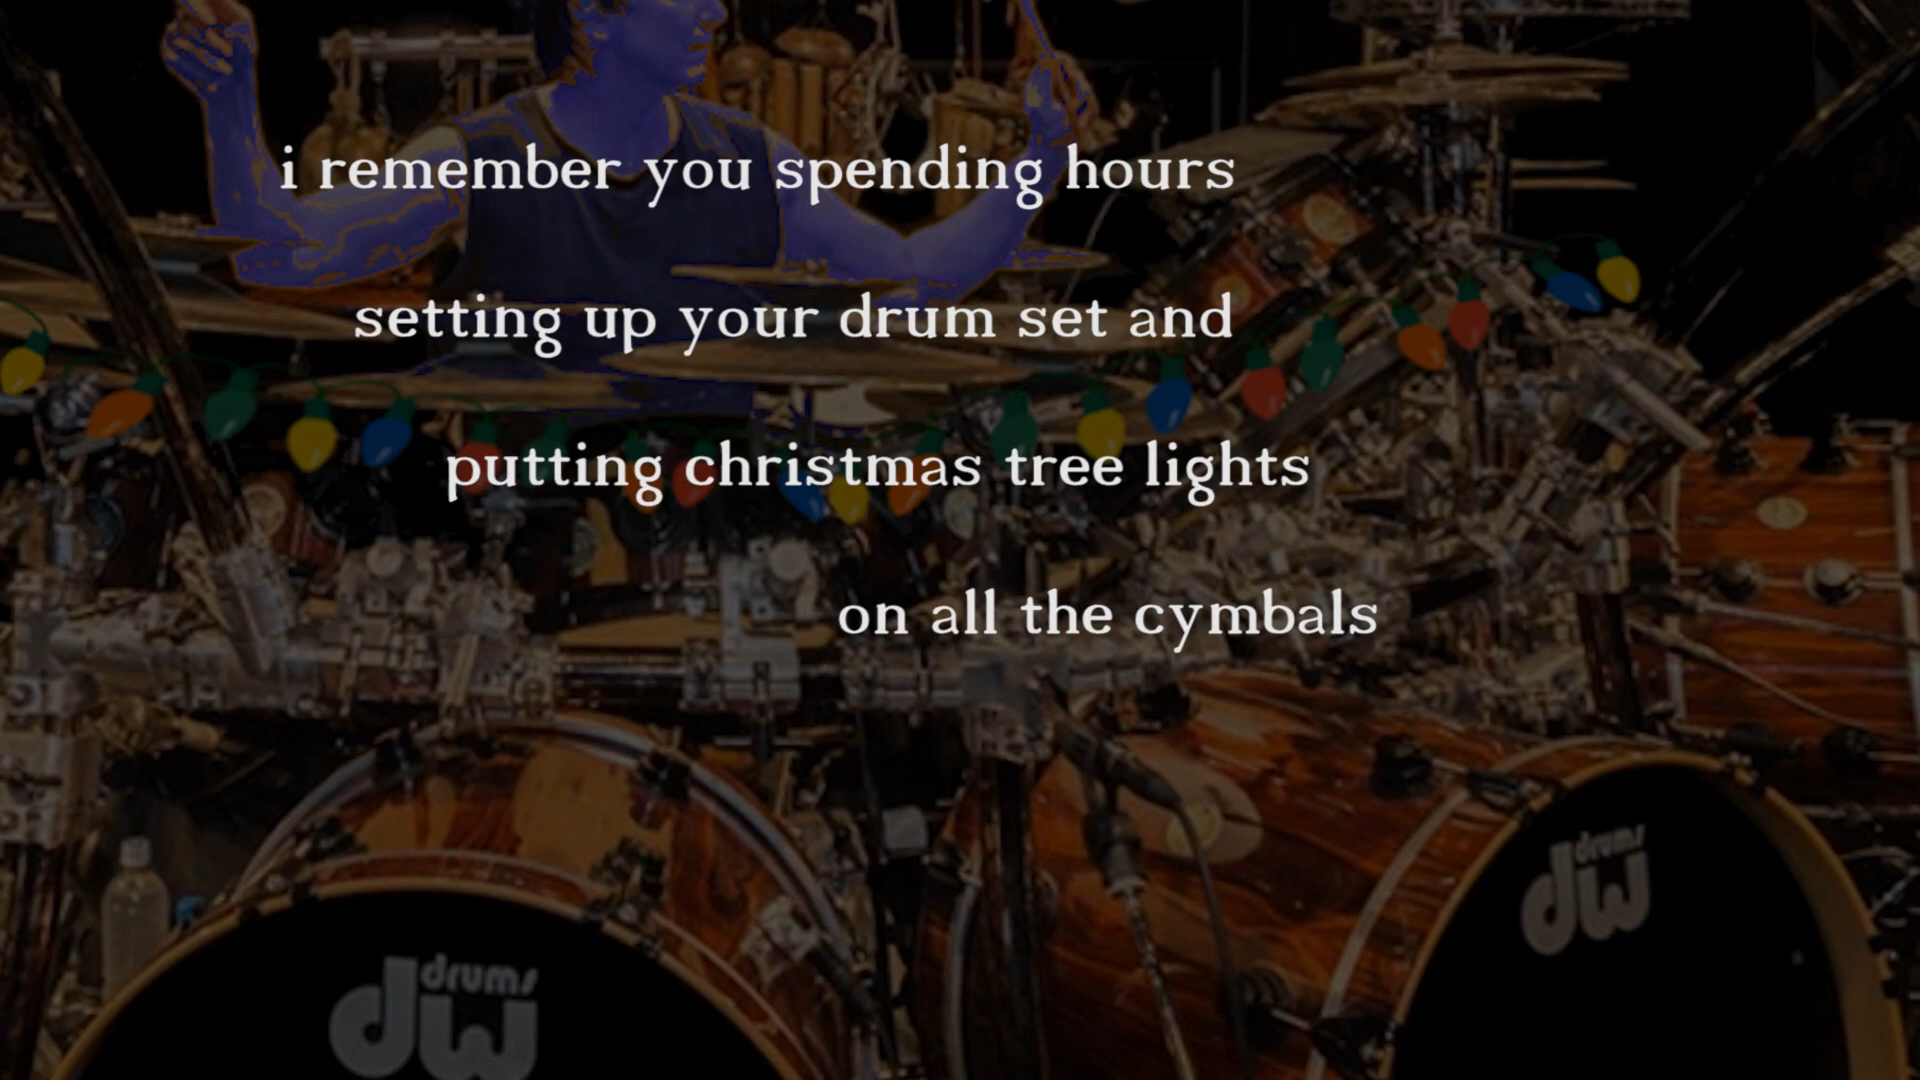 i remember you spending hours
setting up your drum set and
putting christmas tree lights
on all the cymbals
drums
dw
drums
dw